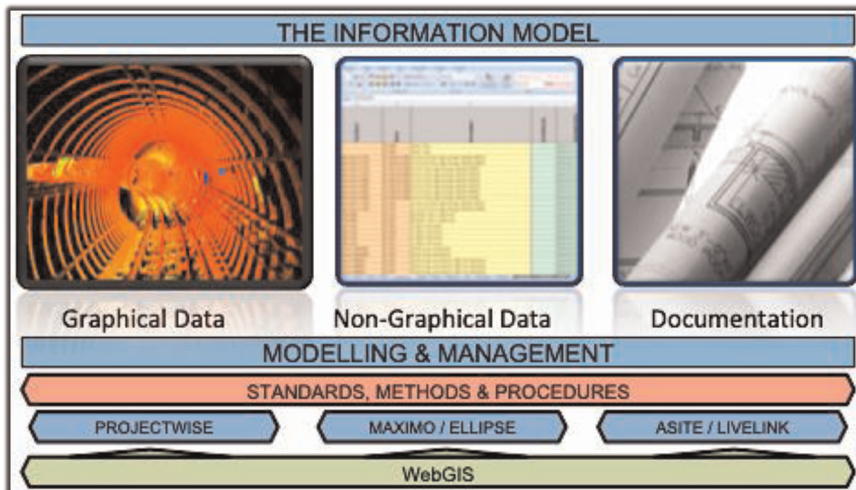 THE INFORMATION MODEL
Graphical Data
Non-Graphical Data
Documentation
MODELLING & MANAGEMENT
STANDARDS, METHODS & PROCEDURES
PROJECTWISE
MAXIMO / ELLIPSE
ASITE / LIVELINK
WebGIS